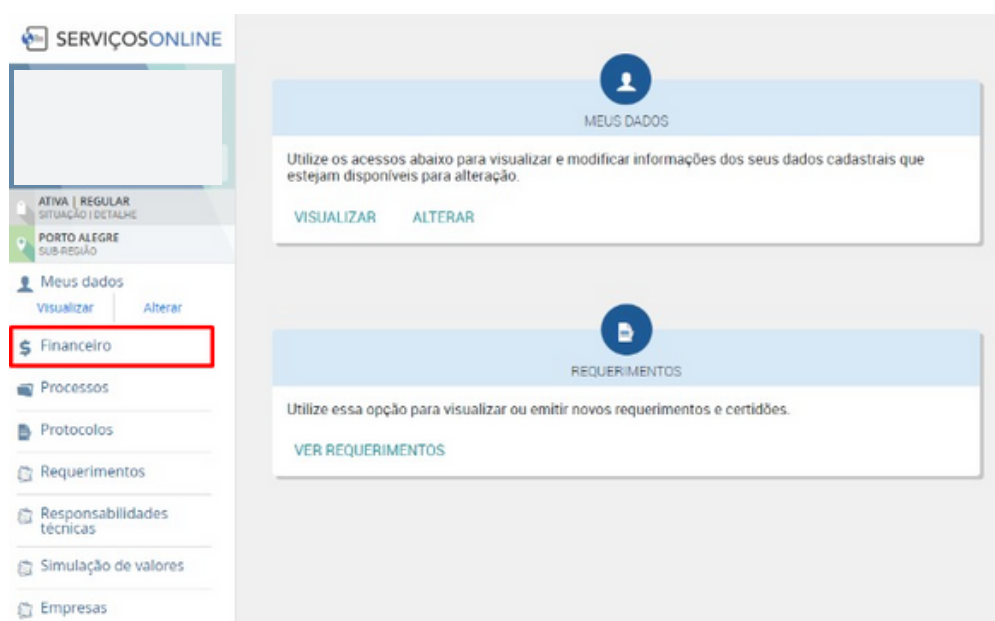 SERVIÇOSONLINE
ATIVA | REGULAR
SITUAÇÃO | DETALHE
PORTO ALEGRE
SUB-REGIÃO
Meus dados
Visualizar Alterar
Financeiro
Processos
Protocolos
Requerimentos
Responsabilidades
técnicas
Simulação de valores
Empresas
MEUS DADOS
Utilize os acessos abaixo para visualizar e modificar informações dos seus dados cadastrais que
estejam disponíveis para alteração.
VISUALIZAR ALTERAR
REQUERIMENTOS
Utilize essa opção para visualizar ou emitir novos requerimentos e certidões.
VER REQUERIMENTOS